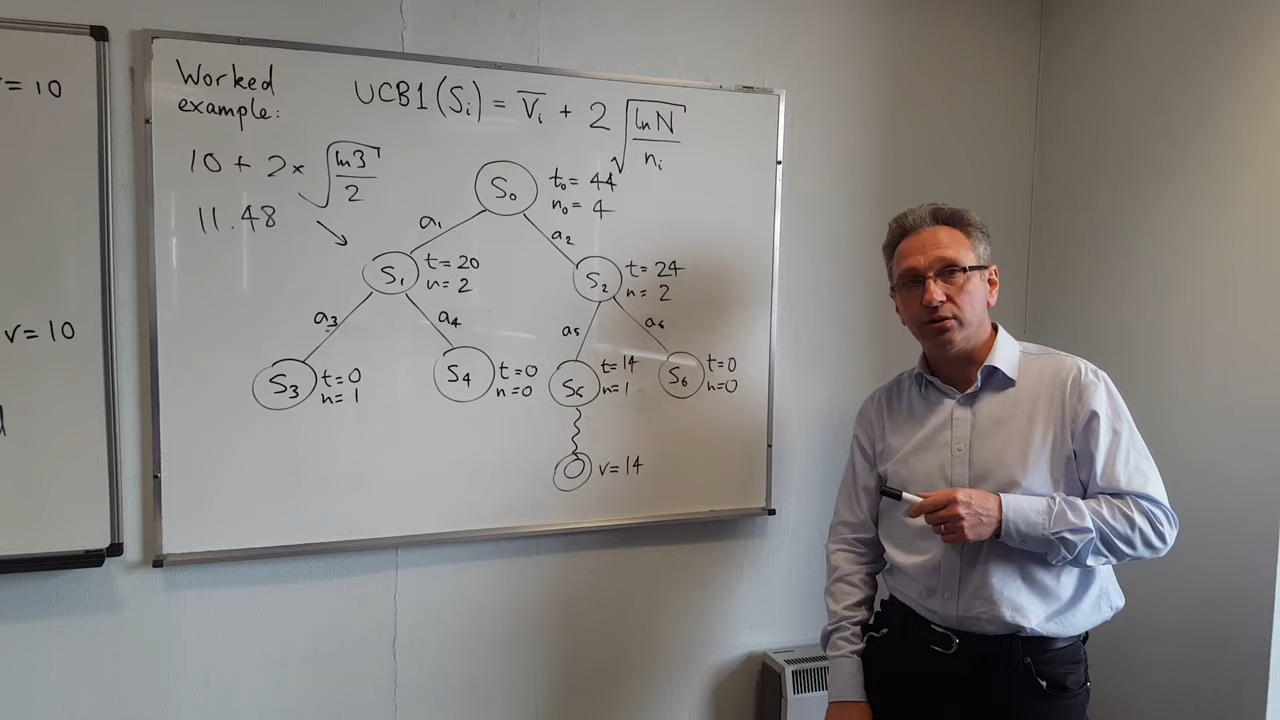 = 10
v = 10
Worked
example:
UCB1(Si) = V̅i + 2 √(ln N / ni)
10 + 2 × √(ln 3 / 2)
11.48
S0
t0 = 44
n0 = 4
a1
a2
S1
t = 20
n = 2
S2
t = 24
n = 2
a3
a4
a5
a6
S3
t = 0
n = 1
S4
t = 0
n = 0
S5
t = 14
n = 1
S6
t = 0
n = 0
v = 14